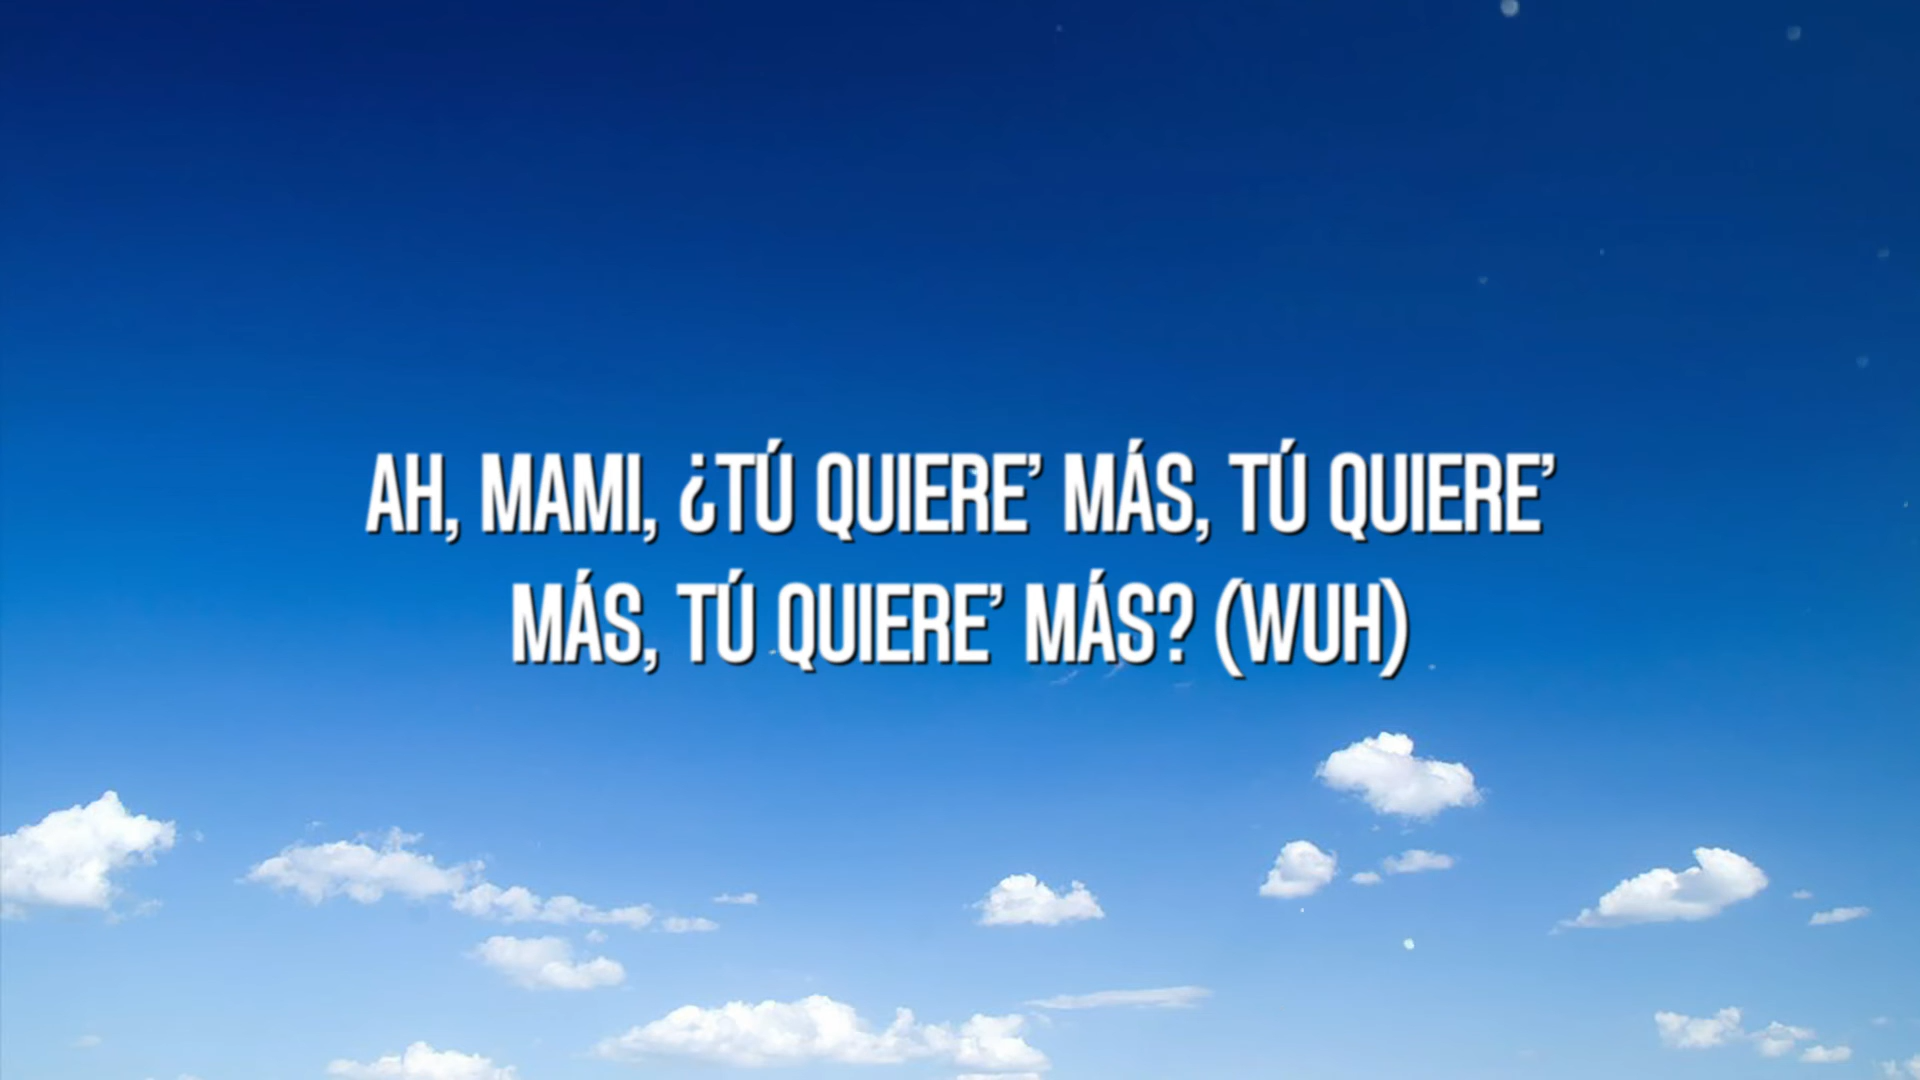 AH, MAMI, ¿TÚ QUIERE’ MÁS, TÚ QUIERE’
MÁS, TÚ QUIERE’ MÁS? (WUH)